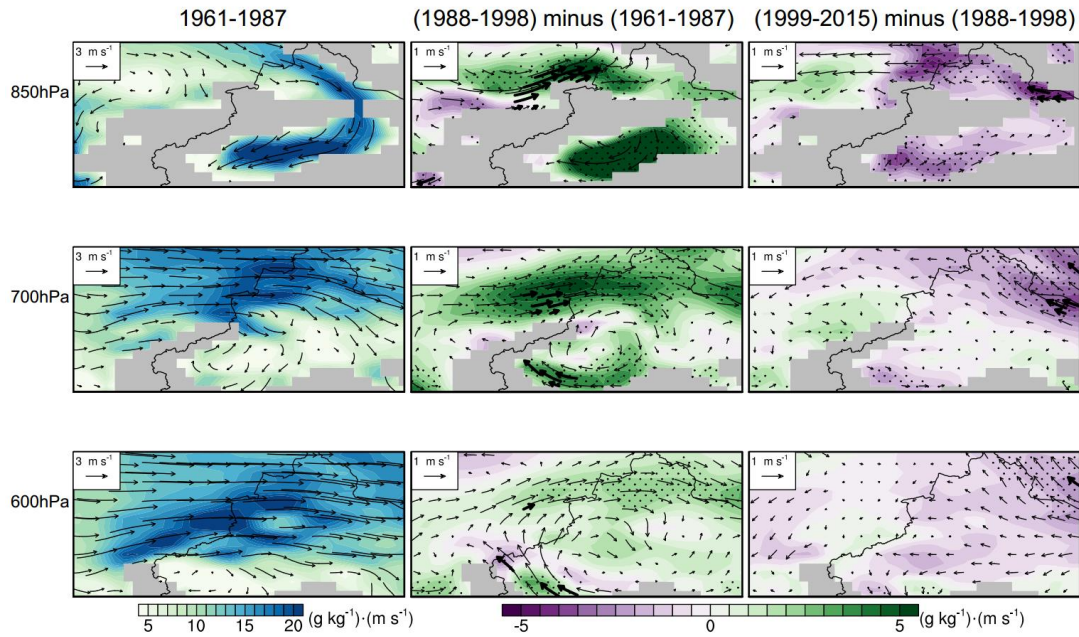 1961-1987 (1988-1998) minus (1961-1987) (1999-2015) minus (1988-1998)
850hPa 3 m s⁻¹ 1 m s⁻¹ 1 m s⁻¹
700hPa 3 m s⁻¹ 1 m s⁻¹ 1 m s⁻¹
600hPa 3 m s⁻¹ 1 m s⁻¹ 1 m s⁻¹
5 10 15 20 (g kg⁻¹)·(m s⁻¹) -5 0 5 (g kg⁻¹)·(m s⁻¹)